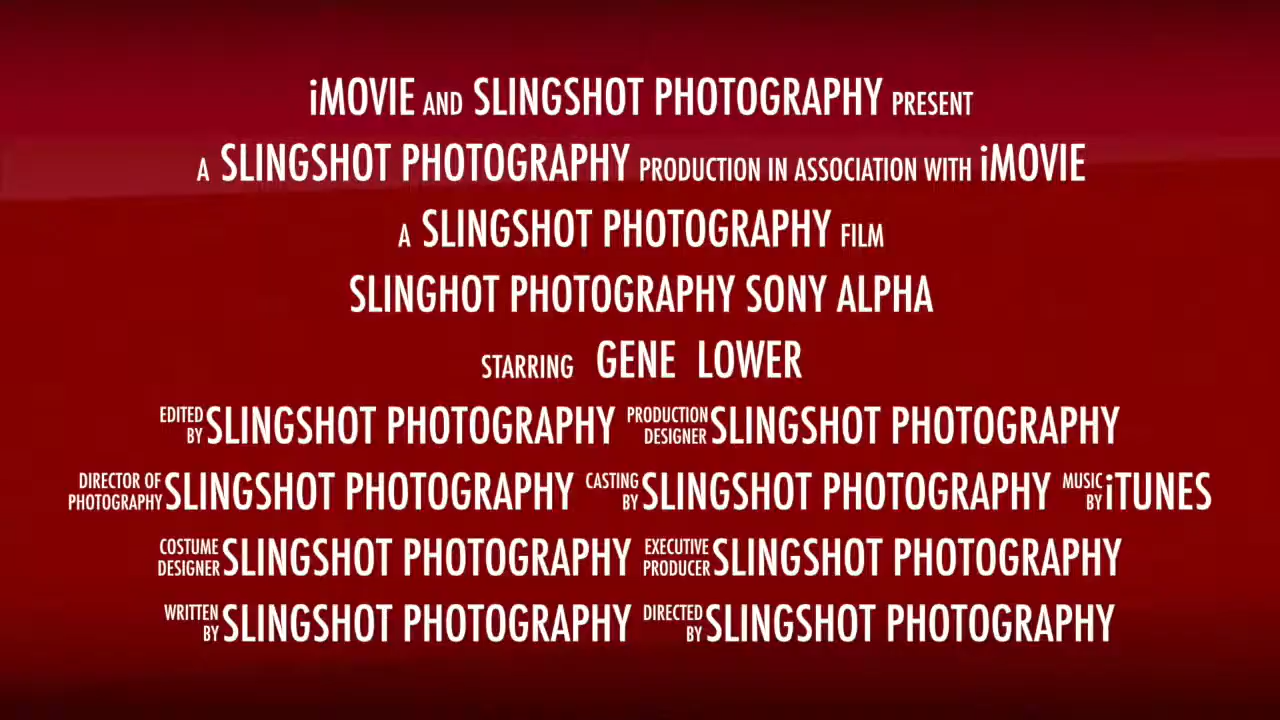 iMOVIE AND SLINGSHOT PHOTOGRAPHY PRESENT
A SLINGSHOT PHOTOGRAPHY PRODUCTION IN ASSOCIATION WITH iMOVIE
A SLINGSHOT PHOTOGRAPHY FILM
SLINGHOT PHOTOGRAPHY SONY ALPHA
STARRING GENE LOWER
EDITED BY SLINGSHOT PHOTOGRAPHY PRODUCTION DESIGNER SLINGSHOT PHOTOGRAPHY
DIRECTOR OF PHOTOGRAPHY SLINGSHOT PHOTOGRAPHY CASTING BY SLINGSHOT PHOTOGRAPHY MUSIC BY iTUNES
COSTUME DESIGNER SLINGSHOT PHOTOGRAPHY EXECUTIVE PRODUCER SLINGSHOT PHOTOGRAPHY
WRITTEN BY SLINGSHOT PHOTOGRAPHY DIRECTED BY SLINGSHOT PHOTOGRAPHY